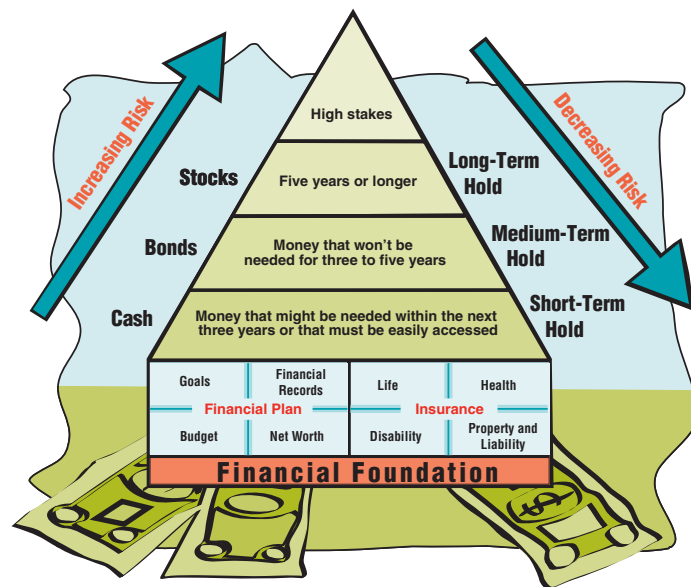 High stakes
Increasing Risk
Decreasing Risk
Stocks
Five years or longer
Long-Term
Hold
Bonds
Money that won't be
needed for three to five years
Medium-Term
Hold
Cash
Money that might be needed within the next
three years or that must be easily accessed
Short-Term
Hold
Goals
Financial
Records
Life
Health
Financial Plan
Insurance
Budget
Net Worth
Disability
Property and
Liability
Financial Foundation
$